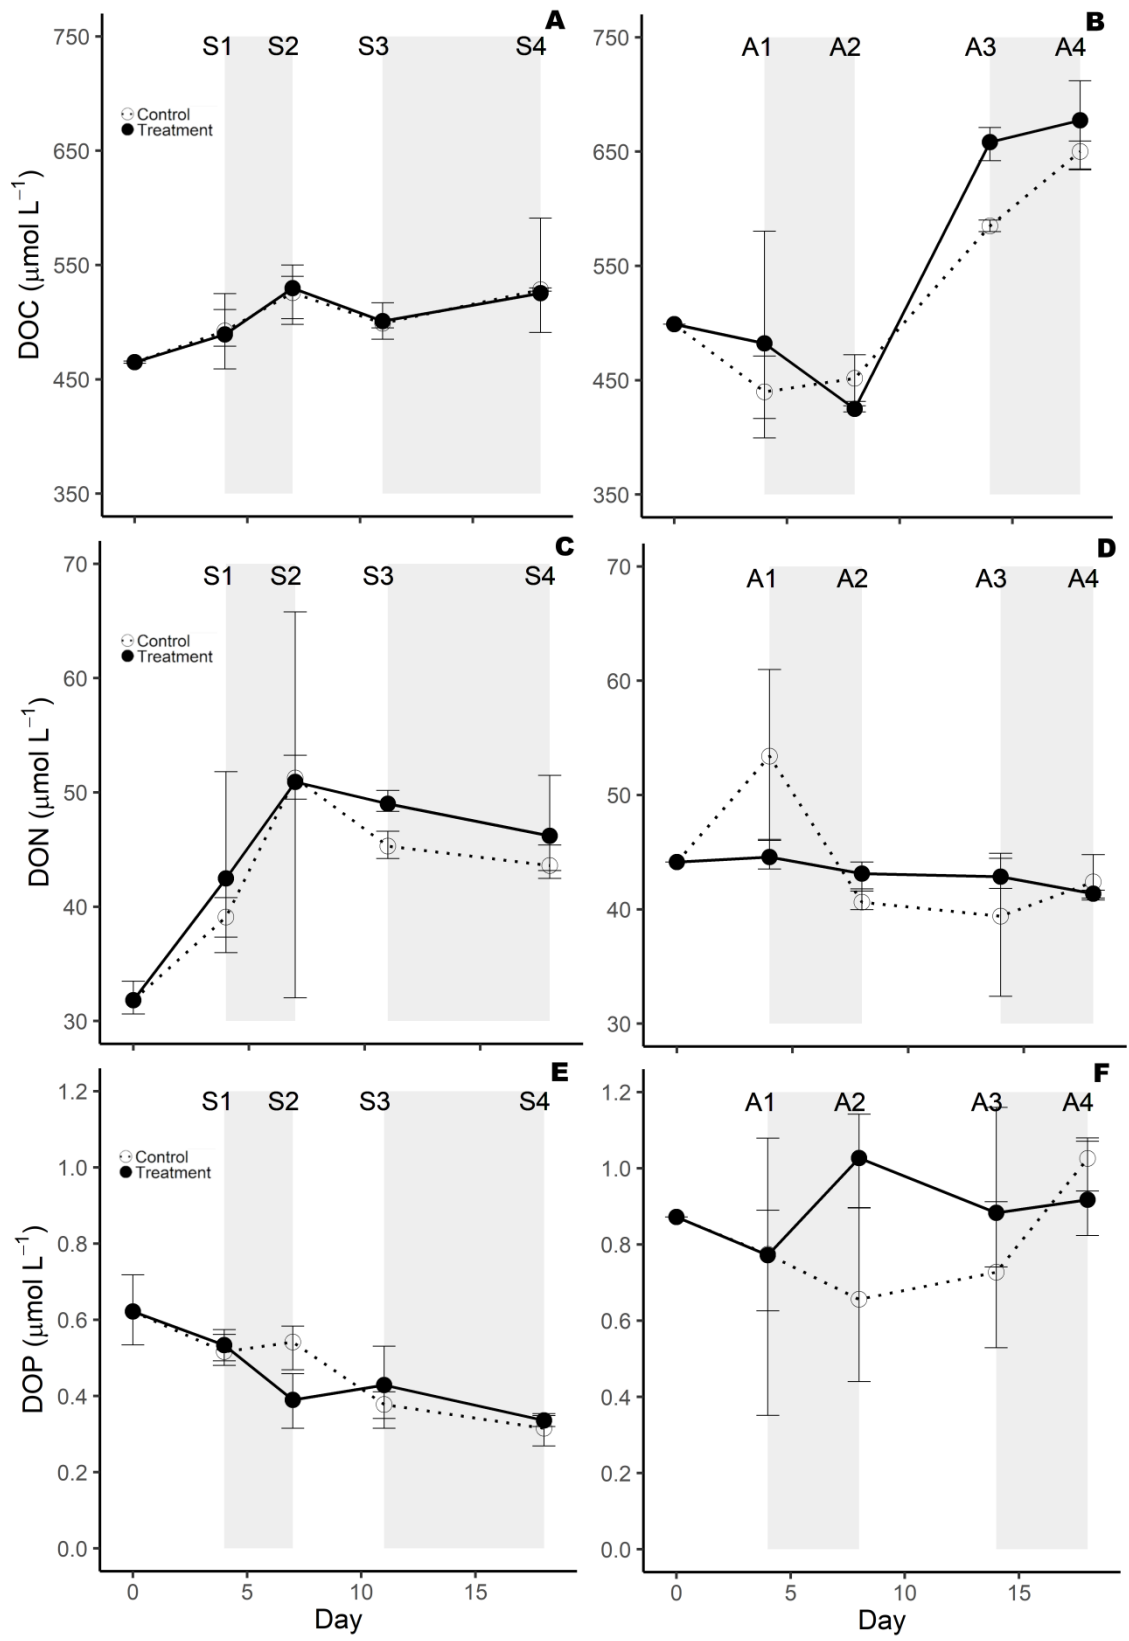 A
B
750
S1 S2 S3 S4
750
A1 A2 A3 A4
Control
Treatment
650
650
DOC (μmol L⁻¹)
550
550
450
450
350
350
C
D
70
S1 S2 S3 S4
70
A1 A2 A3 A4
Control
Treatment
60
60
DON (μmol L⁻¹)
50
50
40
40
30
30
E
F
1.2
S1 S2 S3 S4
1.2
A1 A2 A3 A4
Control
Treatment
1.0
1.0
0.8
0.8
DOP (μmol L⁻¹)
0.6
0.6
0.4
0.4
0.2
0.2
0.0
0.0
0 5 10 15
0 5 10 15
Day
Day